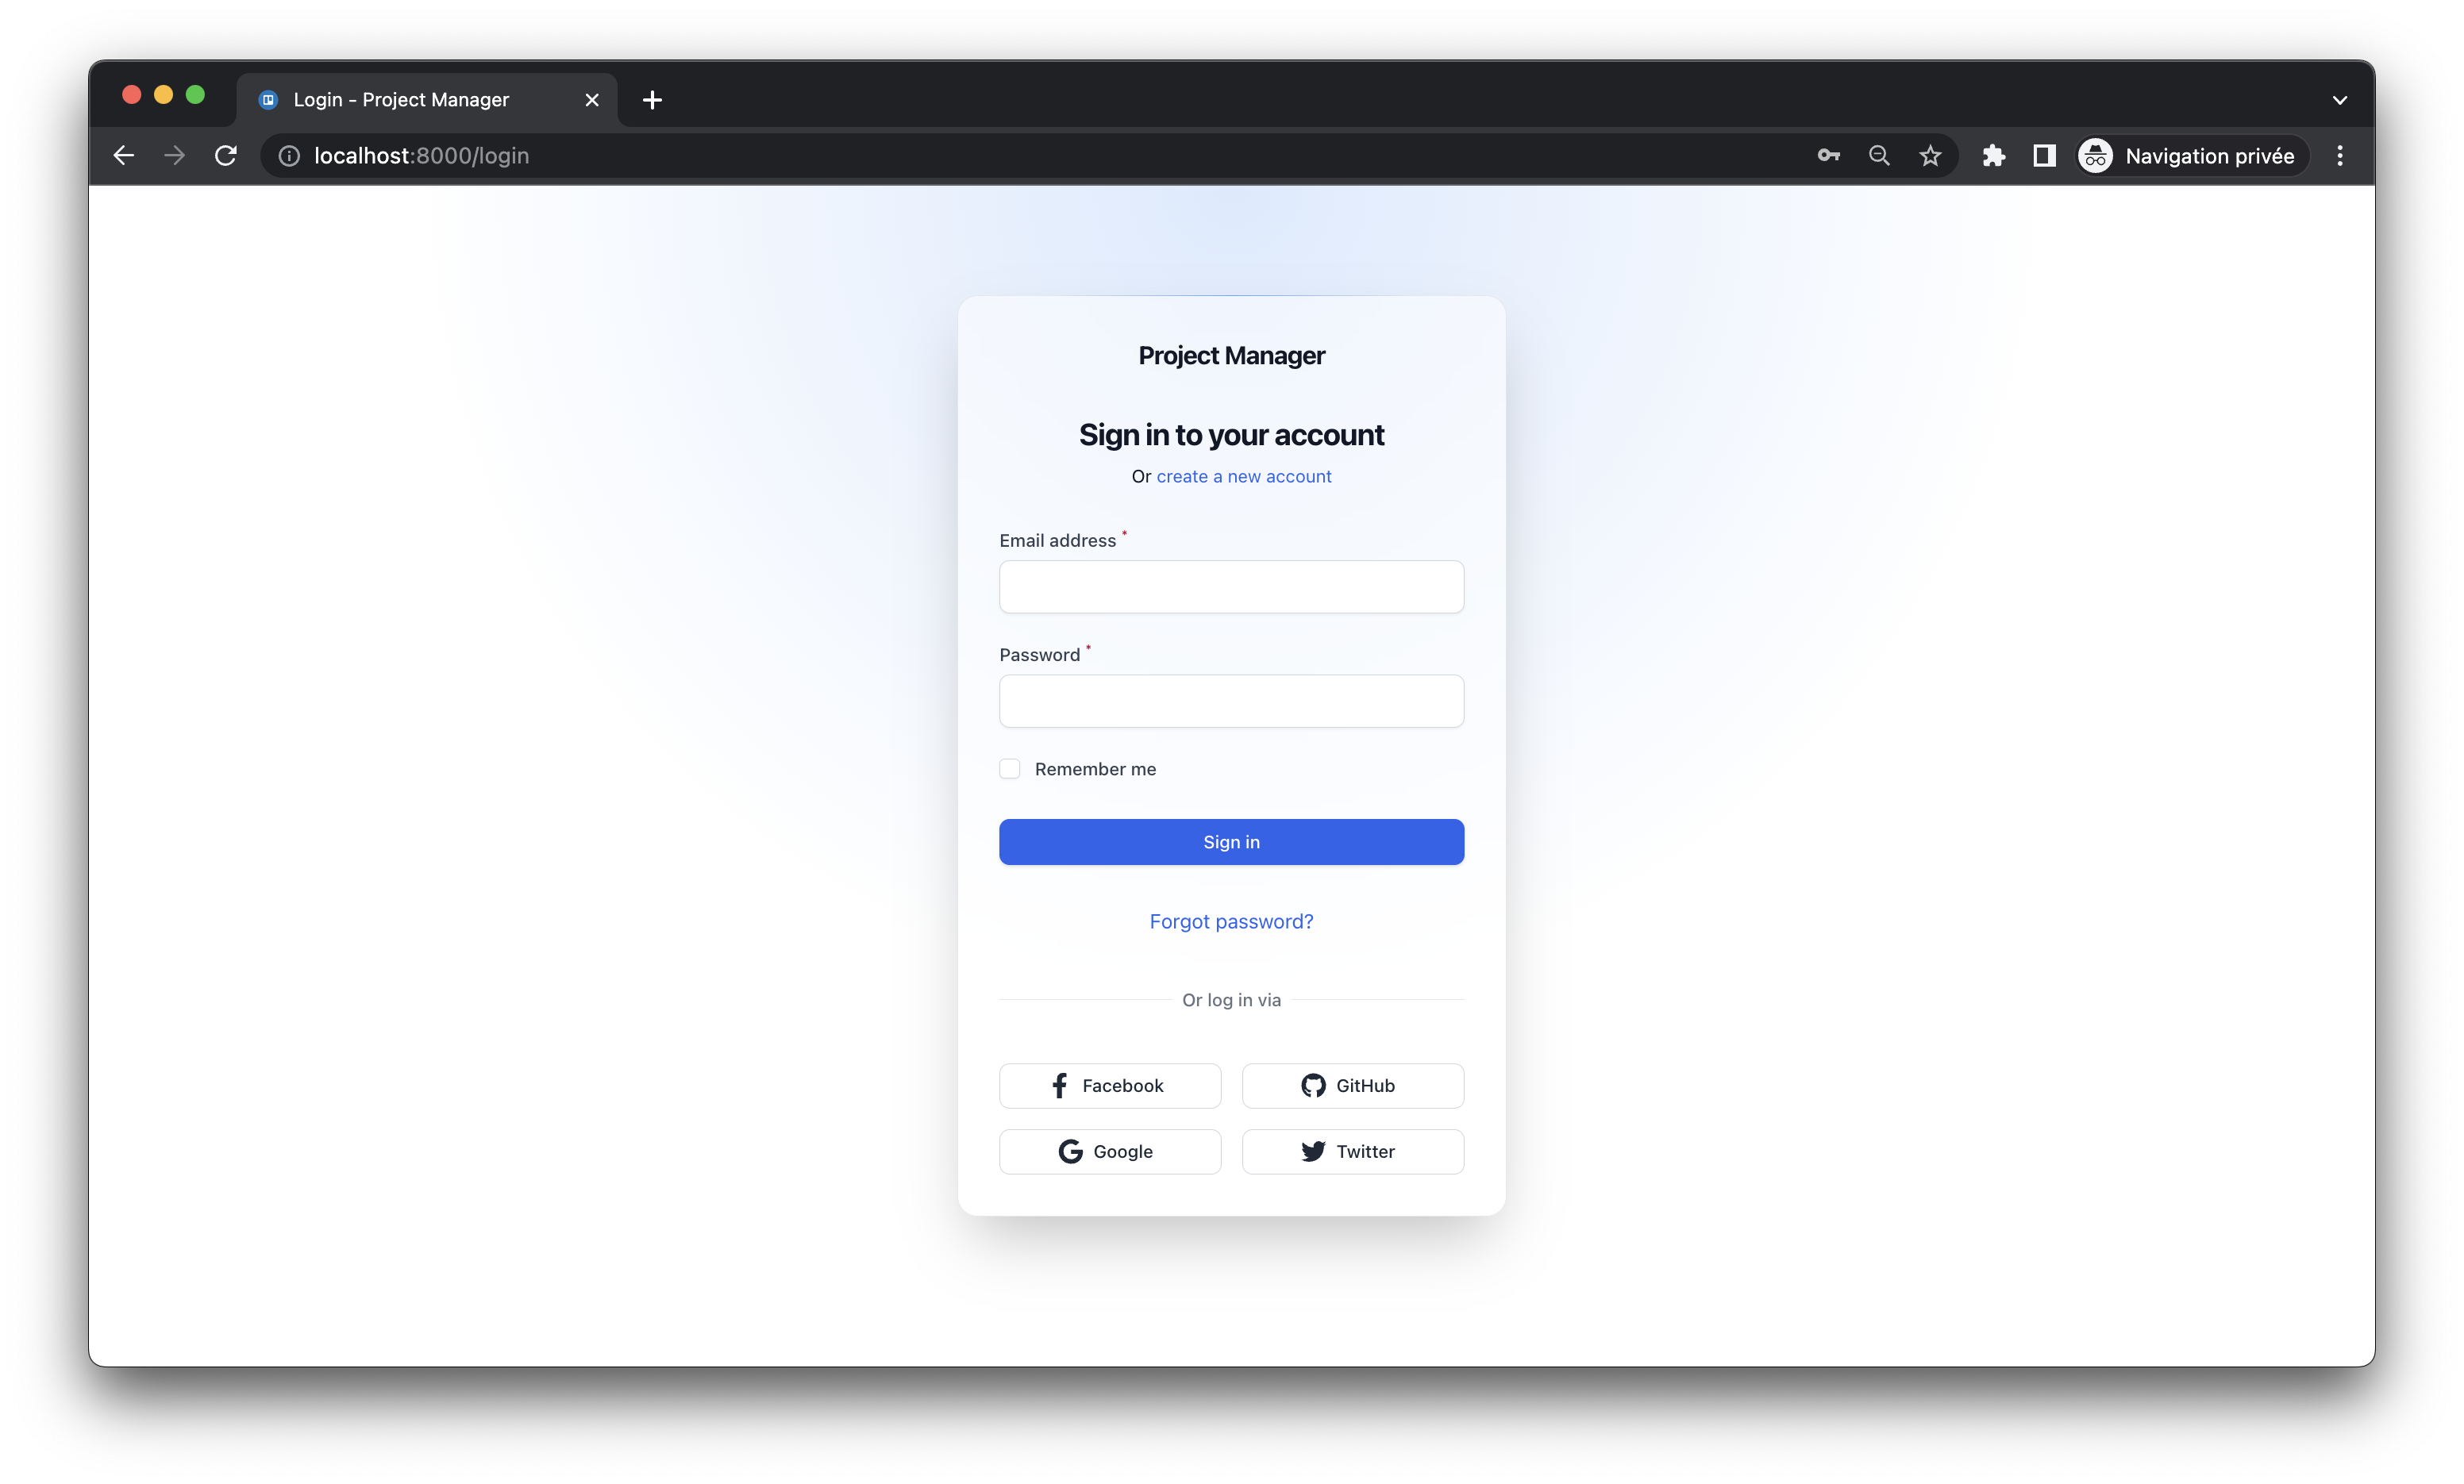 Login - Project Manager
localhost:8000/login
Navigation privée
Project Manager
Sign in to your account
Or create a new account
Email address *
Password *
Remember me
Sign in
Forgot password?
Or log in via
Facebook
GitHub
Google
Twitter